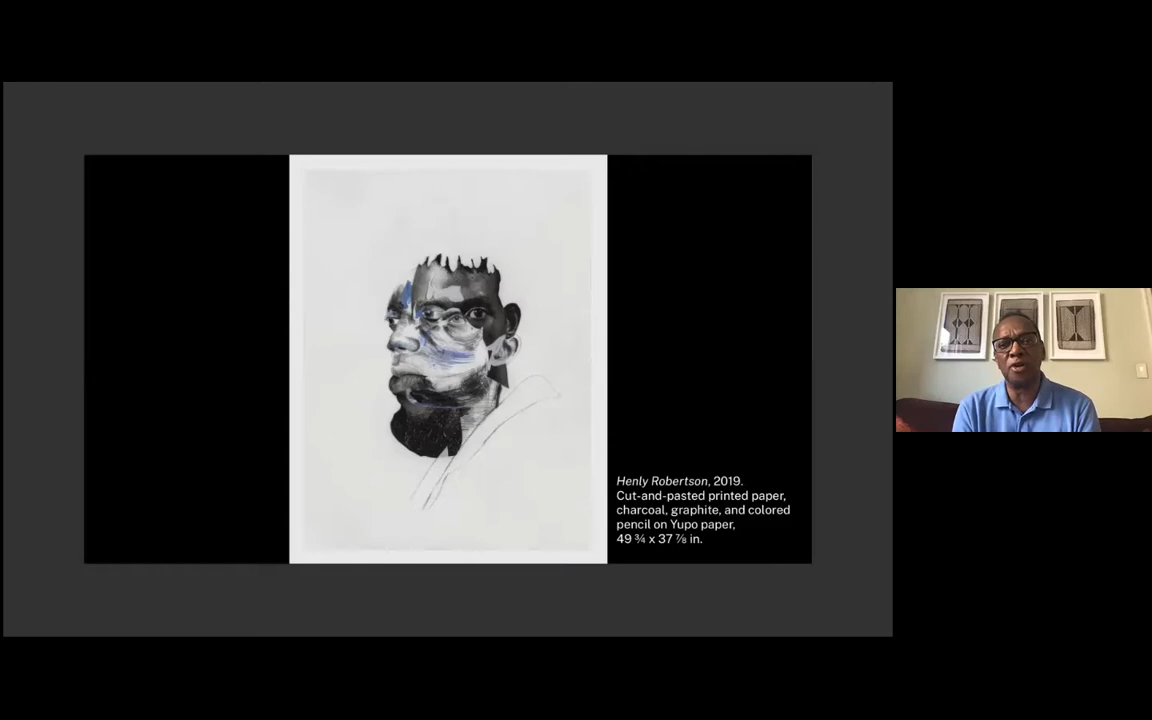 Henly Robertson, 2019.
Cut-and-pasted printed paper,
charcoal, graphite, and colored
pencil on Yupo paper,
49 ¾ x 37 ⅞ in.